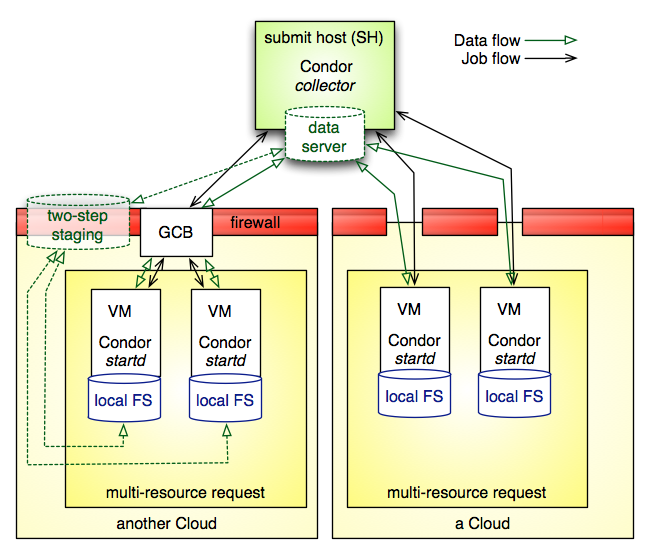 submit host (SH)
Condor
collector
data
server
Data flow
Job flow
two-step
staging
GCB
firewall
VM
Condor
startd
local FS
VM
Condor
startd
local FS
multi-resource request
another Cloud
VM
Condor
startd
local FS
VM
Condor
startd
local FS
multi-resource request
a Cloud